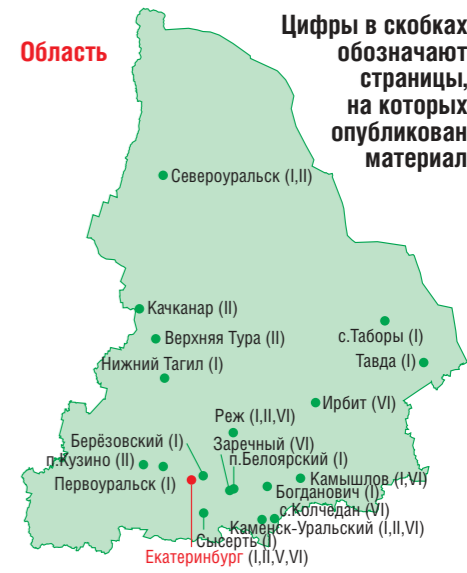 Область
Цифры в скобках
обозначают
страницы,
на которых
опубликован
материал
Североуральск (I,II)
Качканар (II)
Верхняя Тура (II)
с.Таборы (I)
Нижний Тагил (I)
Тавда (I)
Ирбит (VI)
Реж (I,II,VI)
Берёзовский (I)
Заречный (VI)
п.Кузино (II)
п.Белоярский (I)
Первоуральск (I)
Камышлов (I,VI)
Богданович (I)
с.Колчедан (VI)
Каменск-Уральский (I,II,VI)
Сысерть (I)
Екатеринбург (I,II,V,VI)